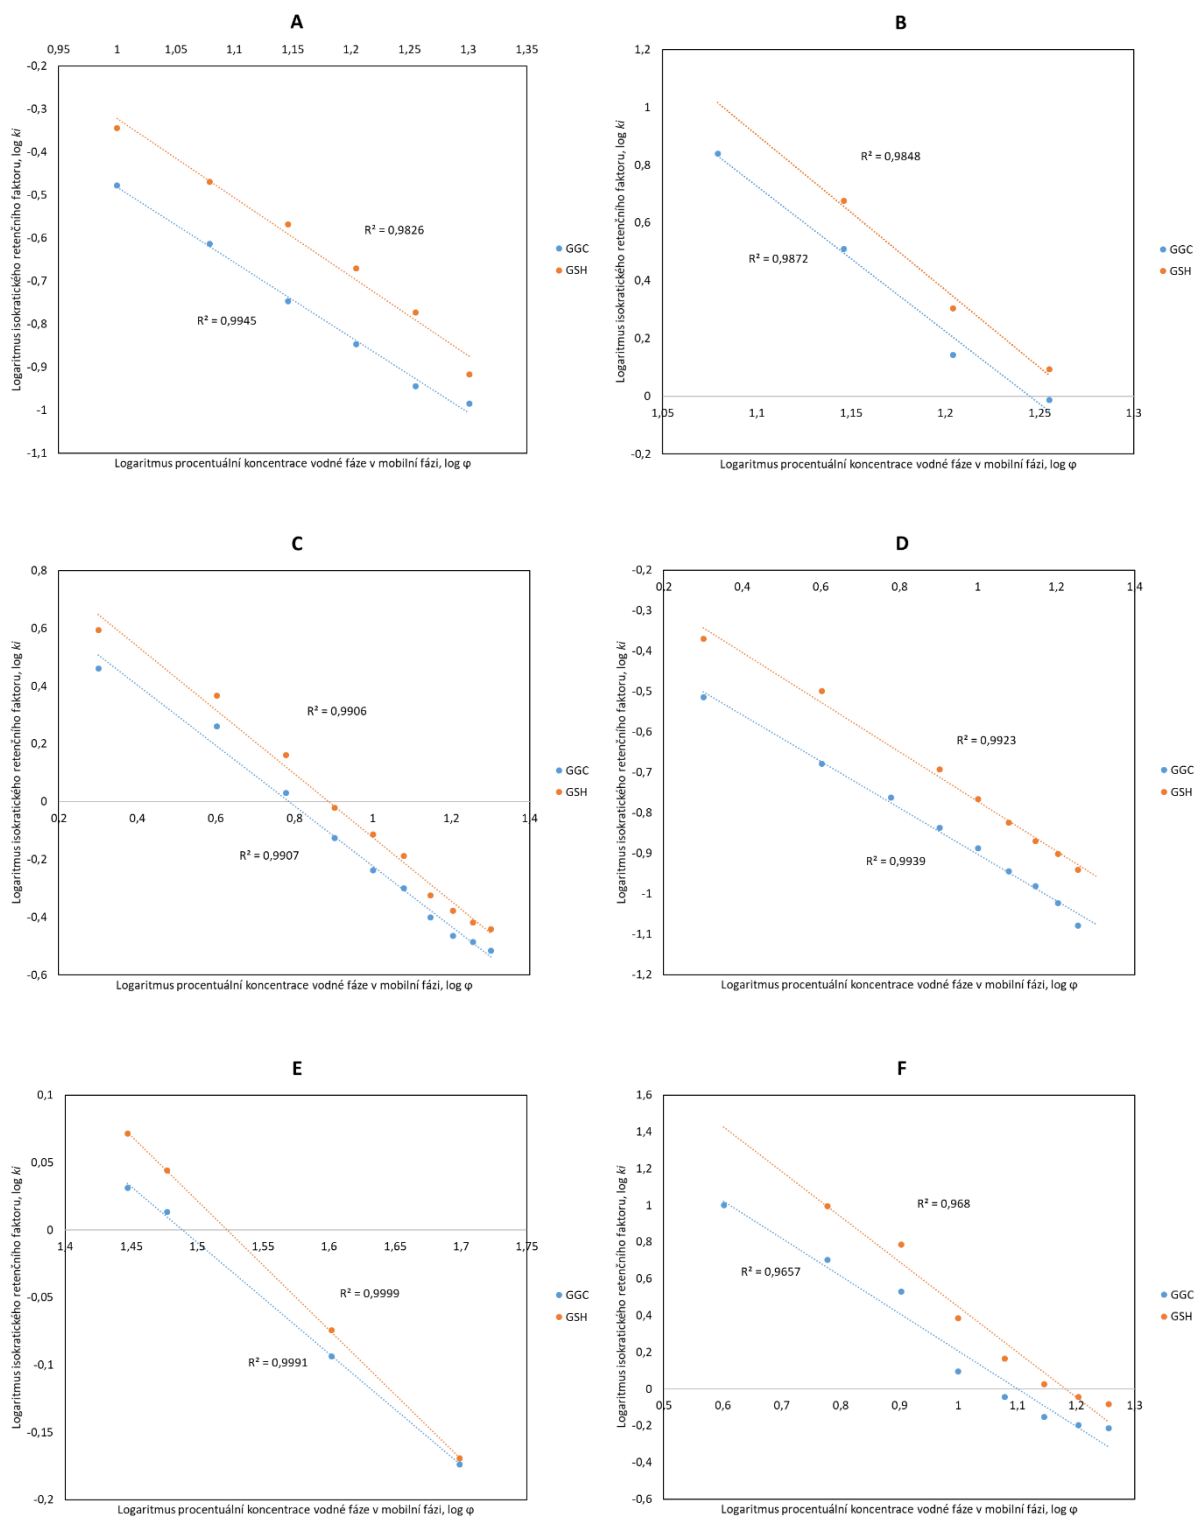 A
0,95 1 1,05 1,1 1,15 1,2 1,25 1,3 1,35
-0,2
-0,3
-0,4
-0,5
-0,6
-0,7
-0,8
-0,9
-1
-1,1
Logaritmus isokratického retenčního faktoru, log ki
R² = 0,9826
R² = 0,9945
GGC
GSH
Logaritmus procentuální koncentrace vodné fáze v mobilní fázi, log φ
B
1,2
1
0,8
0,6
0,4
0,2
0
-0,2
1,05 1,1 1,15 1,2 1,25 1,3
Logaritmus isokratického retenčního faktoru, log ki
R² = 0,9848
R² = 0,9872
GGC
GSH
Logaritmus procentuální koncentrace vodné fáze v mobilní fázi, log φ
C
0,8
0,6
0,4
0,2
0
-0,2
-0,4
-0,6
0,2 0,4 0,6 0,8 1 1,2 1,4
Logaritmus isokratického retenčního faktoru, log ki
R² = 0,9906
R² = 0,9907
GGC
GSH
Logaritmus procentuální koncentrace vodné fáze v mobilní fázi, log φ
D
-0,2
0,2 0,4 0,6 0,8 1 1,2 1,4
-0,3
-0,4
-0,5
-0,6
-0,7
-0,8
-0,9
-1
-1,1
-1,2
Logaritmus isokratického retenčního faktoru, log ki
R² = 0,9923
R² = 0,9939
GGC
GSH
Logaritmus procentuální koncentrace vodné fáze v mobilní fázi, log φ
E
0,1
0,05
0
-0,05
-0,1
-0,15
-0,2
1,4 1,45 1,5 1,55 1,6 1,65 1,7 1,75
Logaritmus isokratického retenčního faktoru, log ki
R² = 0,9999
R² = 0,9991
GGC
GSH
Logaritmus procentuální koncentrace vodné fáze v mobilní fázi, log φ
F
1,6
1,4
1,2
1
0,8
0,6
0,4
0,2
0
-0,2
-0,4
-0,6
0,5 0,6 0,7 0,8 0,9 1 1,1 1,2 1,3
Logaritmus isokratického retenčního faktoru, log ki
R² = 0,968
R² = 0,9657
GGC
GSH
Logaritmus procentuální koncentrace vodné fáze v mobilní fázi, log φ